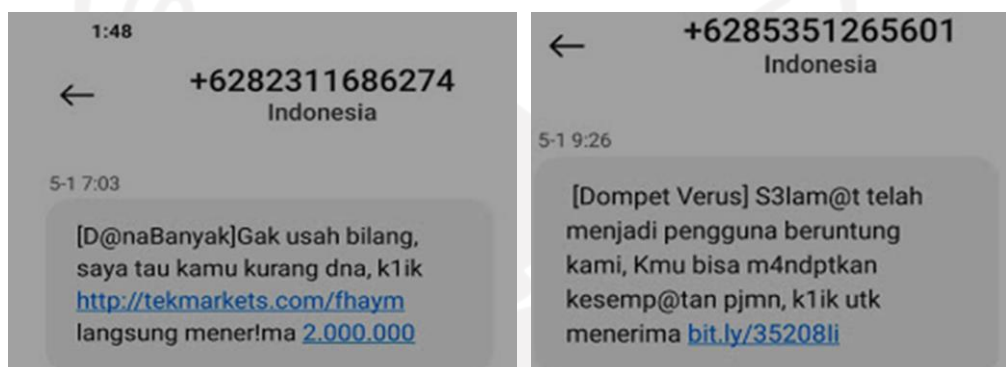 1:48
+6282311686274
Indonesia
5-1 7:03
[D@naBanyak]Gak usah bilang,
saya tau kamu kurang dna, k1ik
http://tekmarkets.com/fhaym
langsung mener!ma 2.000.000
+6285351265601
Indonesia
5-1 9:26
[Dompet Verus] S3lam@t telah
menjadi pengguna beruntung
kami, Kmu bisa m4ndptkan
kesemp@tan pjmn, k1ik utk
menerima bit.ly/35208li